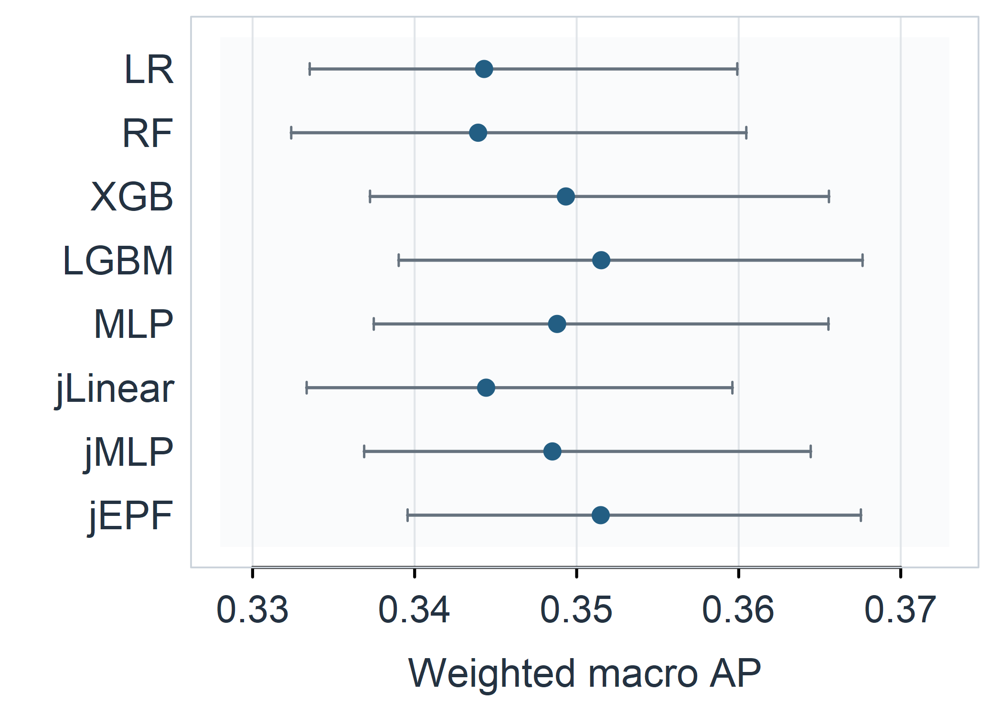 LR
RF
XGB
LGBM
MLP
jLinear
jMLP
jEPF
0.33 0.34 0.35 0.36 0.37
Weighted macro AP